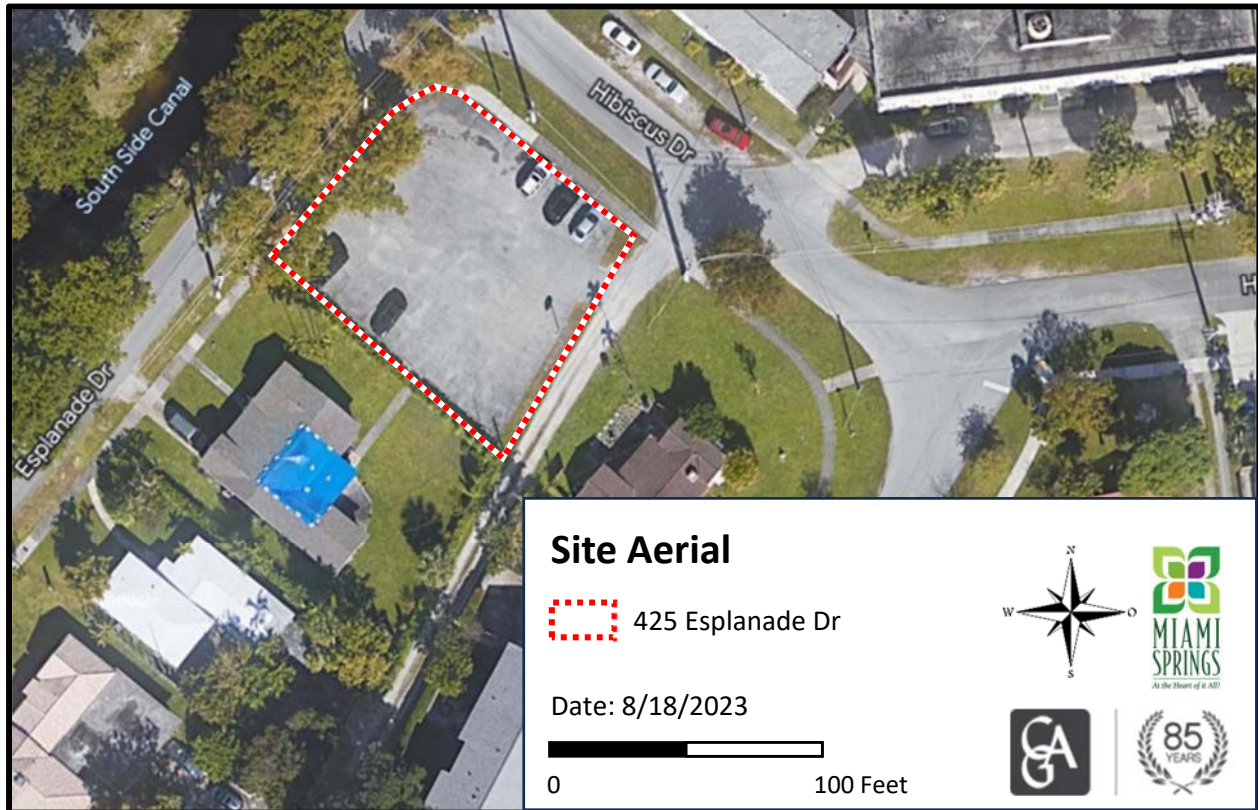 South Side Canal
Hibiscus Dr
H
Esplanade Dr
Site Aerial
425 Esplanade Dr
Date: 8/18/2023
0
100 Feet
N
W
O
S
MIAMI
SPRINGS
At the Heart of it All!
CGA
85
YEARS